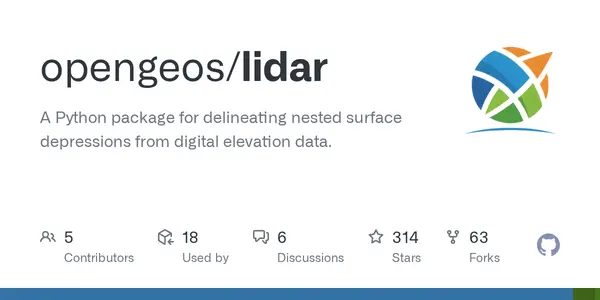 opengeos/lidar
A Python package for delineating nested surface
depressions from digital elevation data.
5 18 6 314 63
Contributors Used by Discussions Stars Forks